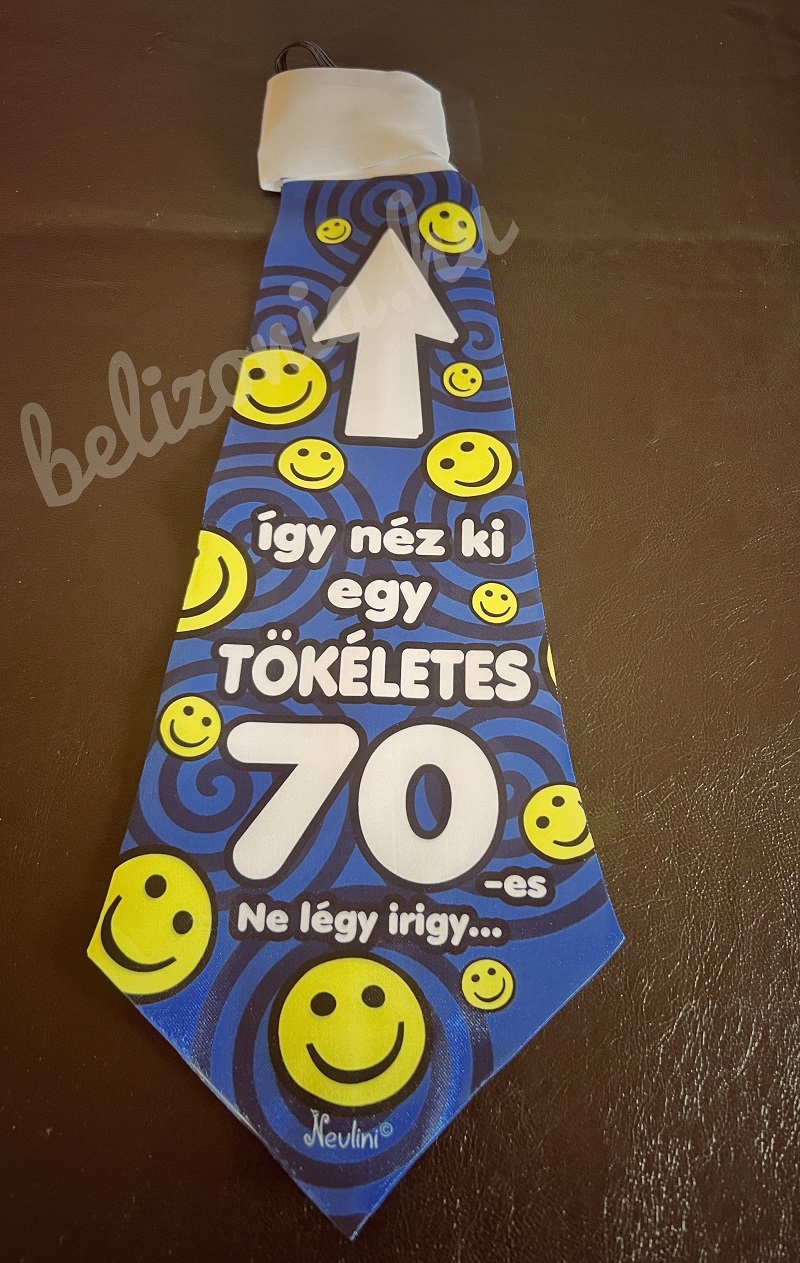 belizonia.hu
így néz ki
egy
TÖKÉLETES
70
-es
Ne légy irigy...
Nevlini©